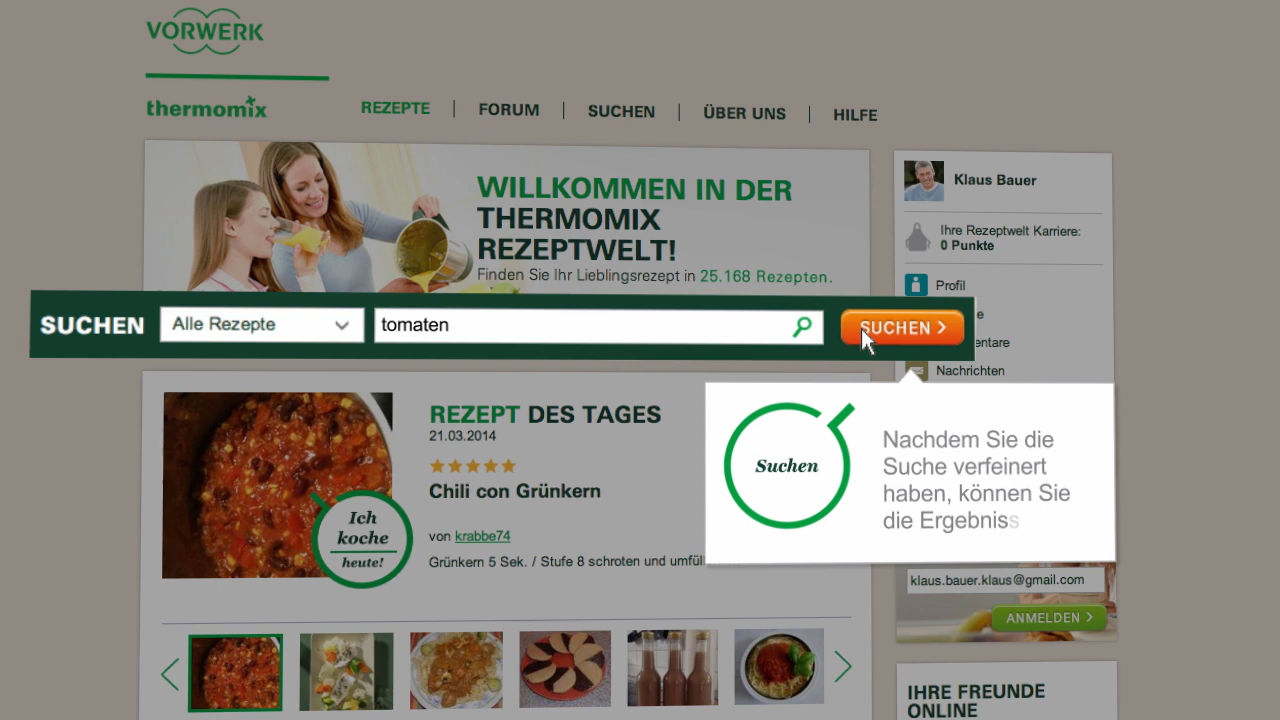 VORWERK
thermomix
REZEPTE
FORUM
SUCHEN
ÜBER UNS
HILFE
WILLKOMMEN IN DER
THERMOMIX
REZEPTWELT!
Finden Sie Ihr Lieblingsrezept in 25.168 Rezepten.
Klaus Bauer
Ihre Rezeptwelt Karriere:
0 Punkte
Profil
Nachrichten
SUCHEN
Alle Rezepte
tomaten
SUCHEN
REZEPT DES TAGES
21.03.2014
Chili con Grünkern
von krabbe74
Grünkern 5 Sek. / Stufe 8 schroten und umfül
Ich
koche
heute!
Suchen
Nachdem Sie die
Suche verfeinert
haben, können Sie
die Ergebniss
klaus.bauer.klaus@gmail.com
ANMELDEN
IHRE FREUNDE
ONLINE